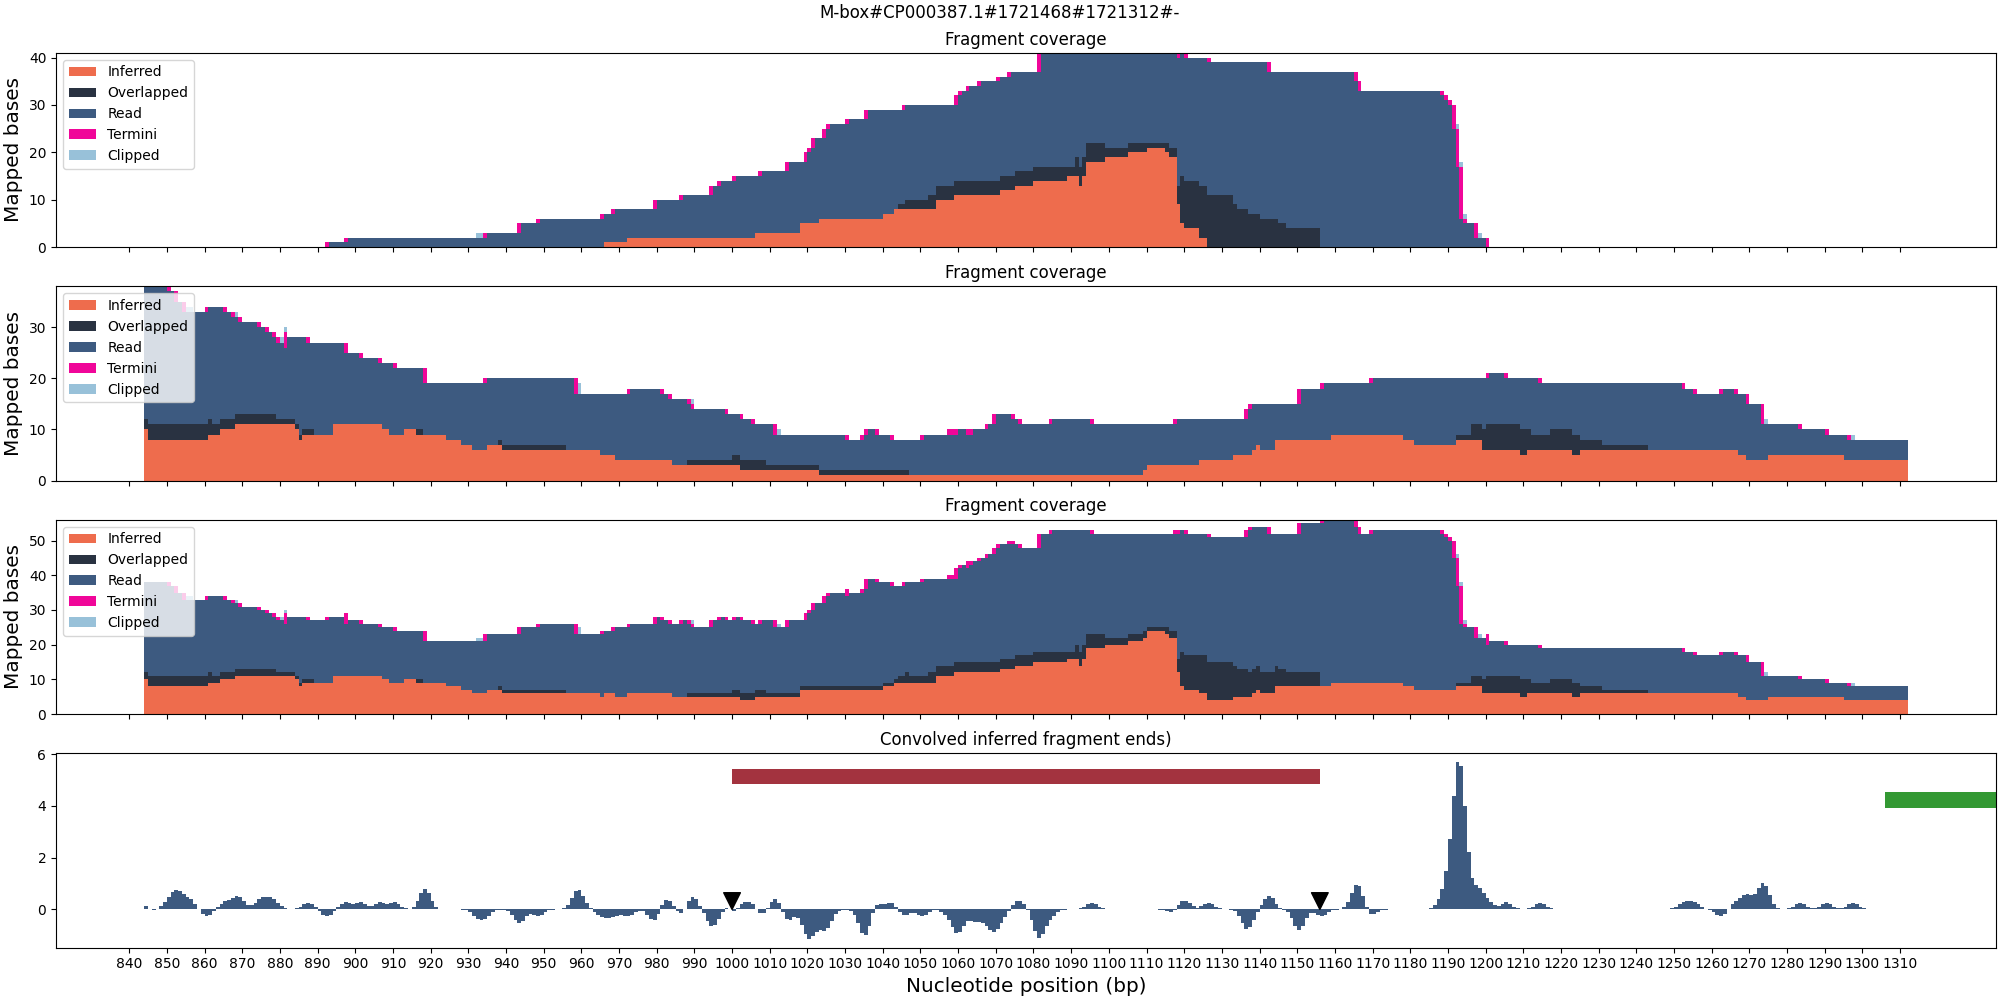 M-box#CP000387.1#1721468#1721312#-
Fragment coverage
Mapped bases
40
30
20
10
0
Inferred
Overlapped
Read
Termini
Clipped
Fragment coverage
Mapped bases
30
20
10
0
Inferred
Overlapped
Read
Termini
Clipped
Fragment coverage
Mapped bases
50
40
30
20
10
0
Inferred
Overlapped
Read
Termini
Clipped
Convolved inferred fragment ends)
6
4
2
0
840 850 860 870 880 890 900 910 920 930 940 950 960 970 980 990 1000 1010 1020 1030 1040 1050 1060 1070 1080 1090 1100 1110 1120 1130 1140 1150 1160 1170 1180 1190 1200 1210 1220 1230 1240 1250 1260 1270 1280 1290 1300 1310
Nucleotide position (bp)